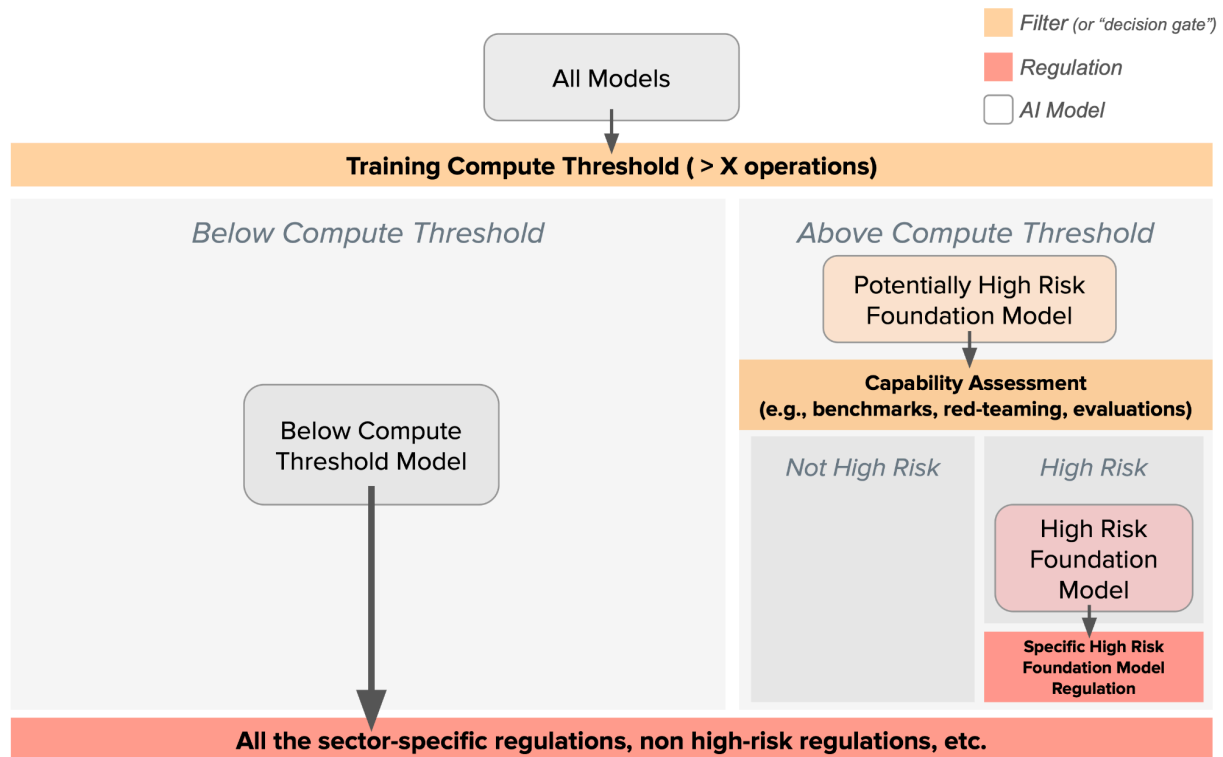 Filter (or “decision gate”)
Regulation
AI Model
All Models
Training Compute Threshold ( > X operations)
Below Compute Threshold
Above Compute Threshold
Potentially High Risk
Foundation Model
Capability Assessment
(e.g., benchmarks, red-teaming, evaluations)
Below Compute
Threshold Model
Not High Risk
High Risk
High Risk
Foundation
Model
Specific High Risk
Foundation Model
Regulation
All the sector-specific regulations, non high-risk regulations, etc.